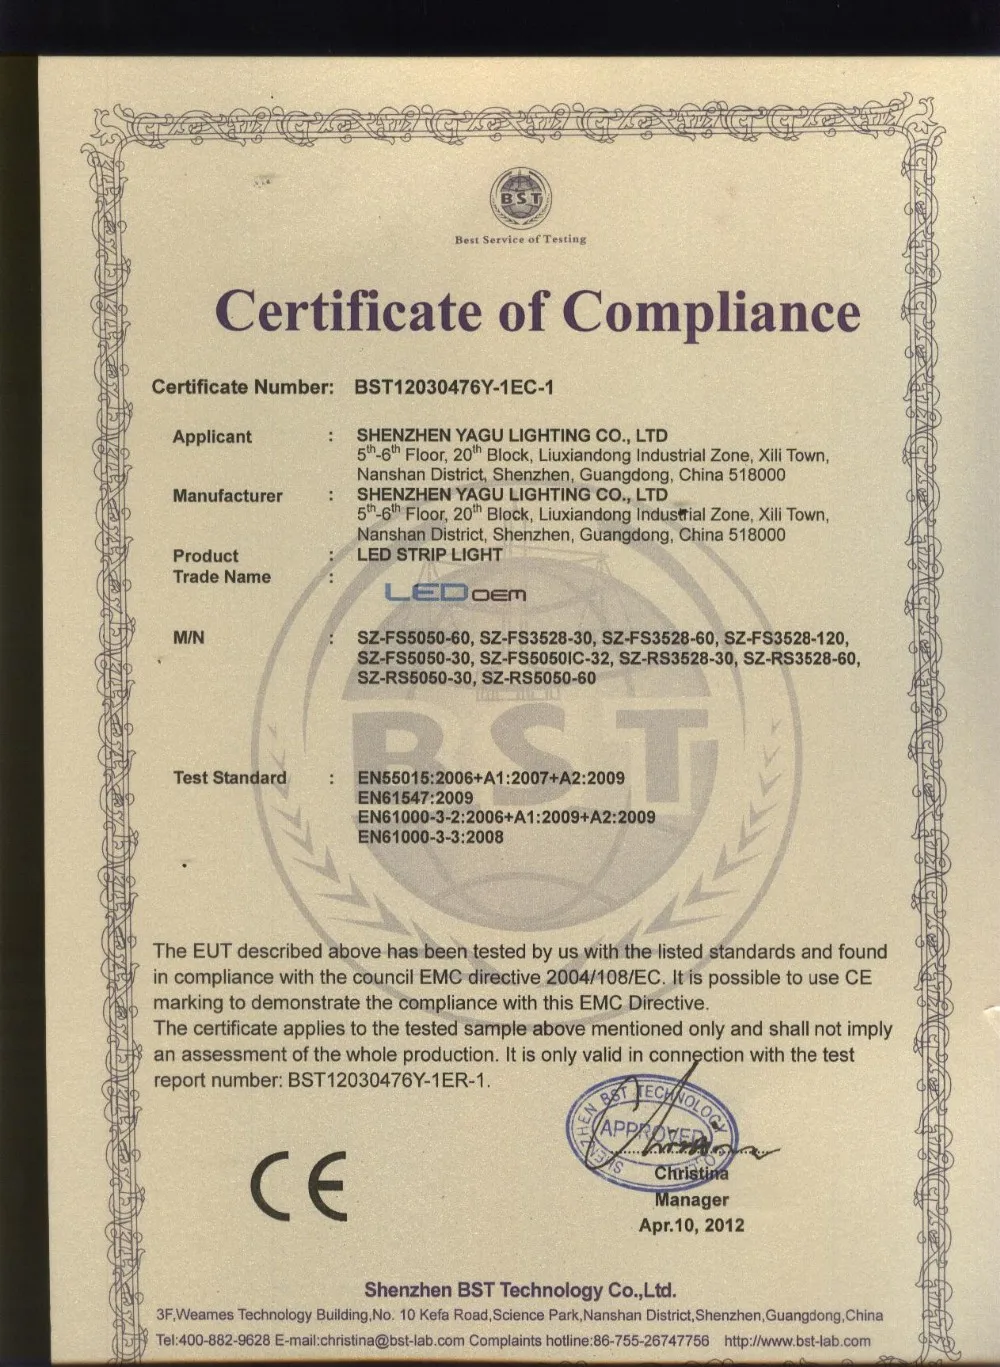 BST
Best Service of Testing
Certificate of Compliance
Certificate Number: BST12030476Y-1EC-1
Applicant : SHENZHEN YAGU LIGHTING CO., LTD
5th-6th Floor, 20th Block, Liuxiandong Industrial Zone, Xili Town,
Nanshan District, Shenzhen, Guangdong, China 518000
Manufacturer : SHENZHEN YAGU LIGHTING CO., LTD
5th-6th Floor, 20th Block, Liuxiandong Industrial Zone, Xili Town,
Nanshan District, Shenzhen, Guangdong, China 518000
Product : LED STRIP LIGHT
Trade Name :
LEDOEM
M/N : SZ-FS5050-60, SZ-FS3528-30, SZ-FS3528-60, SZ-FS3528-120,
SZ-FS5050-30, SZ-FS5050IC-32, SZ-RS3528-30, SZ-RS3528-60,
SZ-RS5050-30, SZ-RS5050-60
BST
Test Standard : EN55015:2006+A1:2007+A2:2009
EN61547:2009
EN61000-3-2:2006+A1:2009+A2:2009
EN61000-3-3:2008
The EUT described above has been tested by us with the listed standards and found
in compliance with the council EMC directive 2004/108/EC. It is possible to use CE
marking to demonstrate the compliance with this EMC Directive.
The certificate applies to the tested sample above mentioned only and shall not imply
an assessment of the whole production. It is only valid in connection with the test
report number: BST12030476Y-1ER-1.
SHENZHEN BST TECHNOLOGY
APPROVED
CE
Christina
Manager
Apr.10, 2012
Shenzhen BST Technology Co.,Ltd.
3F,Weames Technology Building,No. 10 Kefa Road,Science Park,Nanshan District,Shenzhen,Guangdong,China
Tel:400-882-9628 E-mail:christina@bst-lab.com Complaints hotline:86-755-26747756 http://www.bst-lab.com